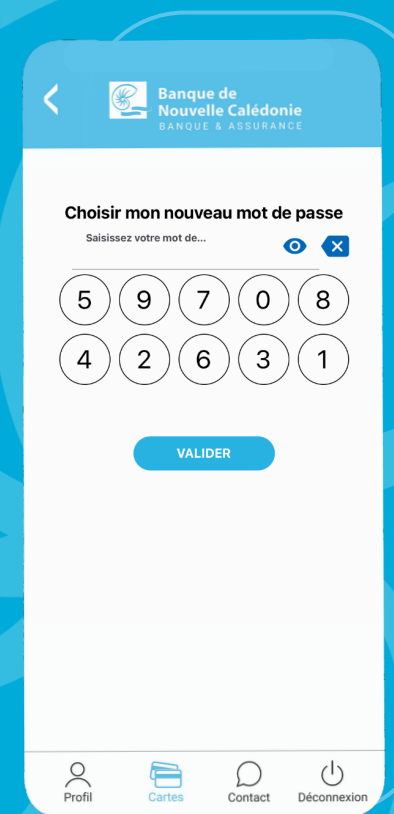 Banque de
Nouvelle Calédonie
BANQUE & ASSURANCE
Choisir mon nouveau mot de passe
Saisissez votre mot de...
5 9 7 0 8
4 2 6 3 1
VALIDER
Profil Cartes Contact Déconnexion